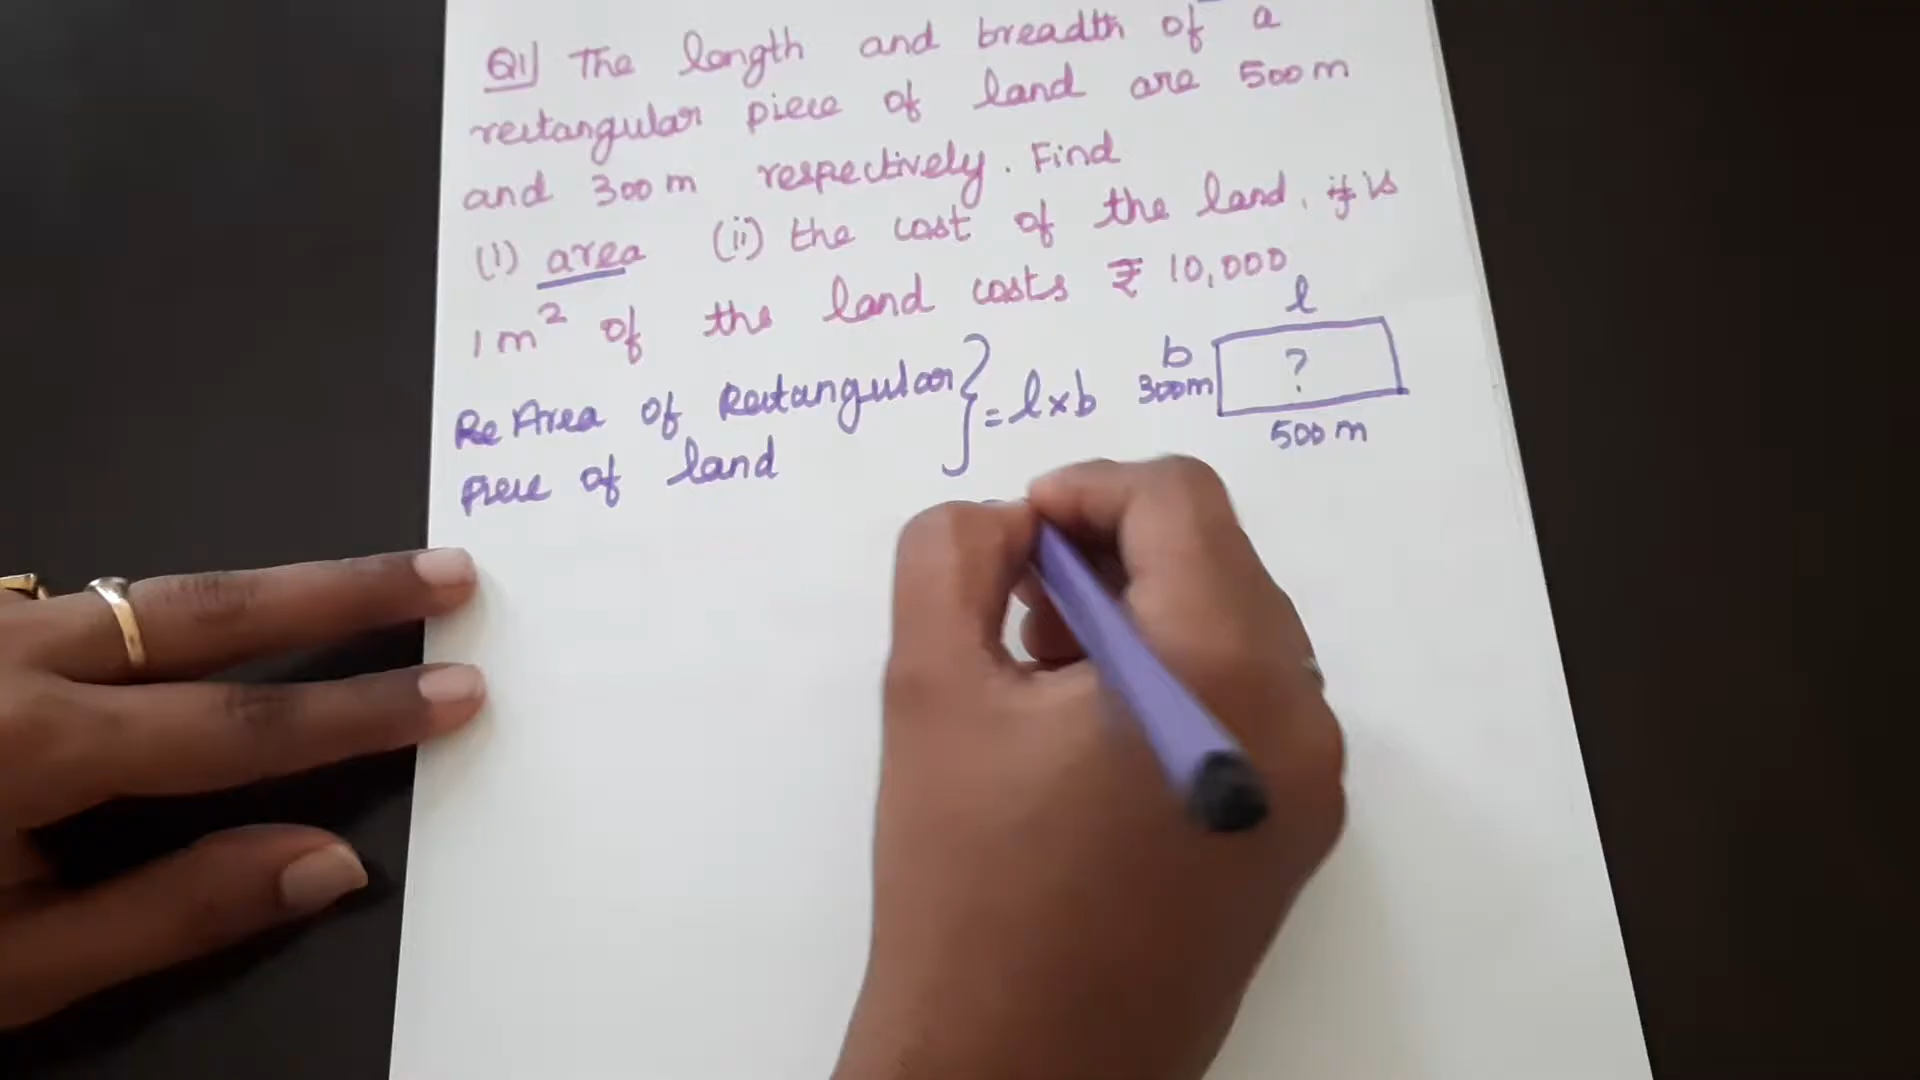 Q1) The length and breadth of a
rectangular piece of land are 500 m
and 300 m respectively. Find
(i) area (ii) the cost of the land, if is
1 m² of the land costs ₹ 10,000
l
Re Area of Rectangular } = l×b
piece of land
b
300m
?
500 m